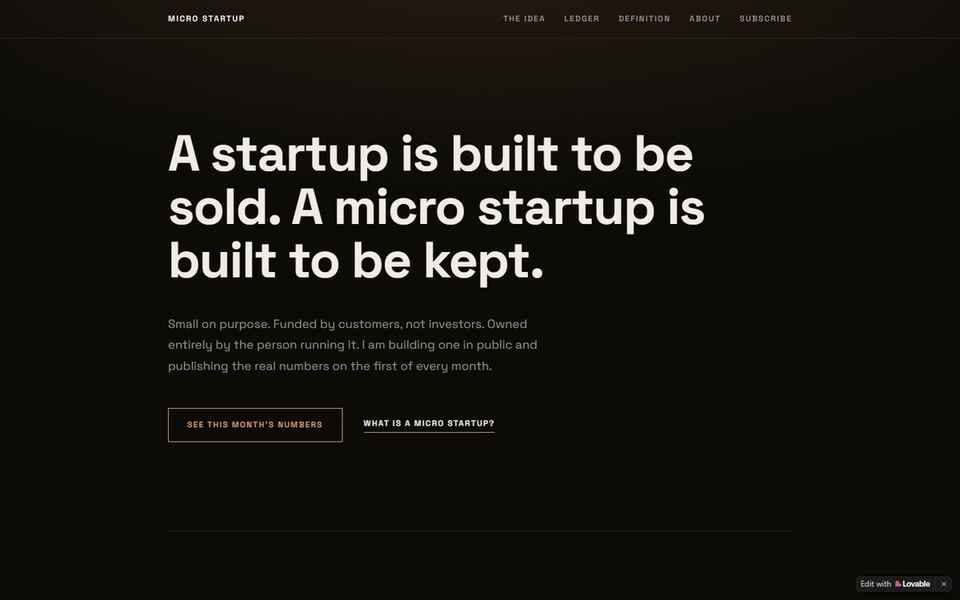 MICRO STARTUP
THE IDEA LEDGER DEFINITION ABOUT SUBSCRIBE
A startup is built to be
sold. A micro startup is
built to be kept.
Small on purpose. Funded by customers, not investors. Owned
entirely by the person running it. I am building one in public and
publishing the real numbers on the first of every month.
SEE THIS MONTH'S NUMBERS
WHAT IS A MICRO STARTUP?
Edit with Lovable ×